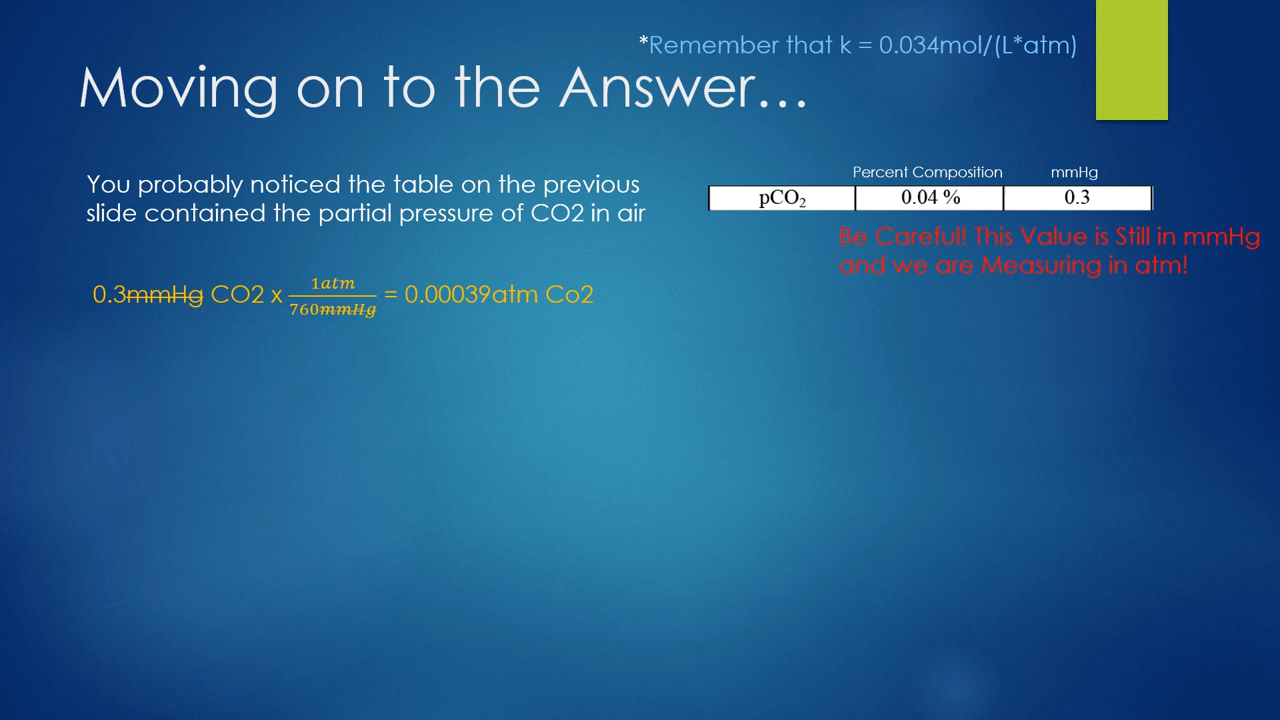 *Remember that k = 0.034mol/(L*atm)
Moving on to the Answer…
You probably noticed the table on the previous
slide contained the partial pressure of CO2 in air
Percent Composition mmHg
pCO₂ 0.04 % 0.3
Be Careful! This Value is Still in mmHg
and we are Measuring in atm!
0.3mmHg CO2 x 1atm/760mmHg = 0.00039atm Co2